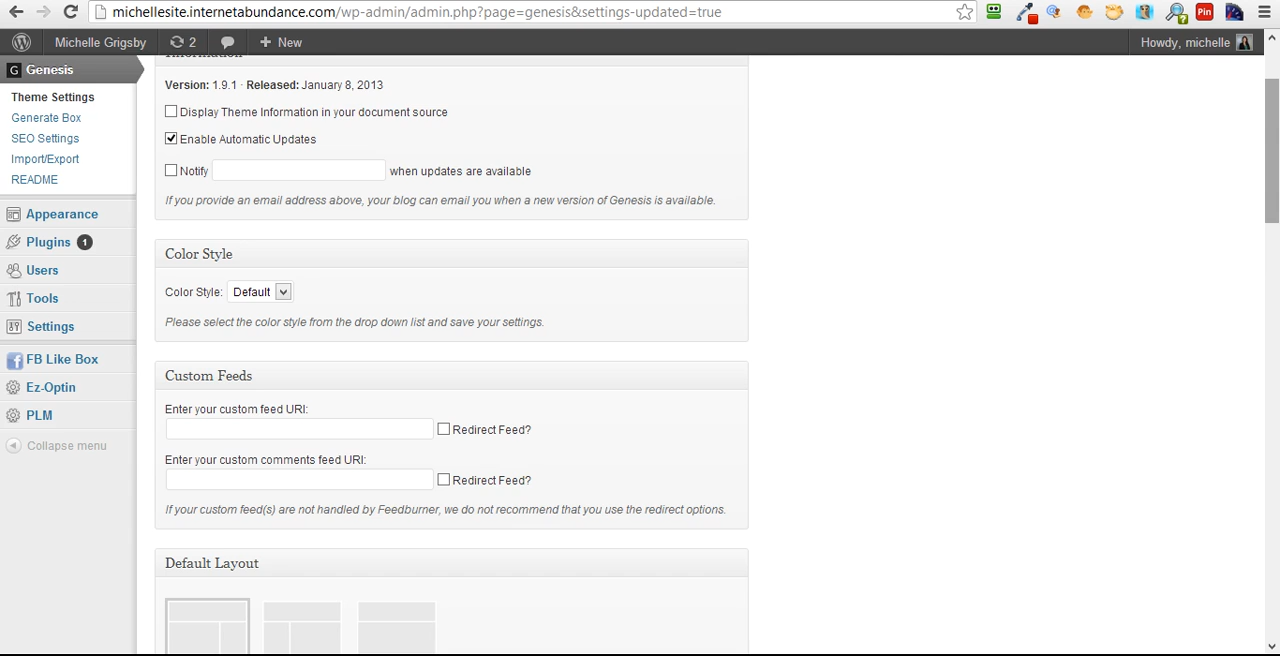 michellesite.internetabundance.com/wp-admin/admin.php?page=genesis&settings-updated=true
Pin
Michelle Grigsby 2 + New Howdy, michelle
G Genesis
Theme Settings
Generate Box
SEO Settings
Import/Export
README
Appearance
Plugins 1
Users
Tools
Settings
FB Like Box
Ez-Optin
PLM
Collapse menu
Information
Version: 1.9.1 · Released: January 8, 2013
Display Theme Information in your document source
Enable Automatic Updates
Notify when updates are available
If you provide an email address above, your blog can email you when a new version of Genesis is available.
Color Style
Color Style: Default
Please select the color style from the drop down list and save your settings.
Custom Feeds
Enter your custom feed URI:
Redirect Feed?
Enter your custom comments feed URI:
Redirect Feed?
If your custom feed(s) are not handled by Feedburner, we do not recommend that you use the redirect options.
Default Layout